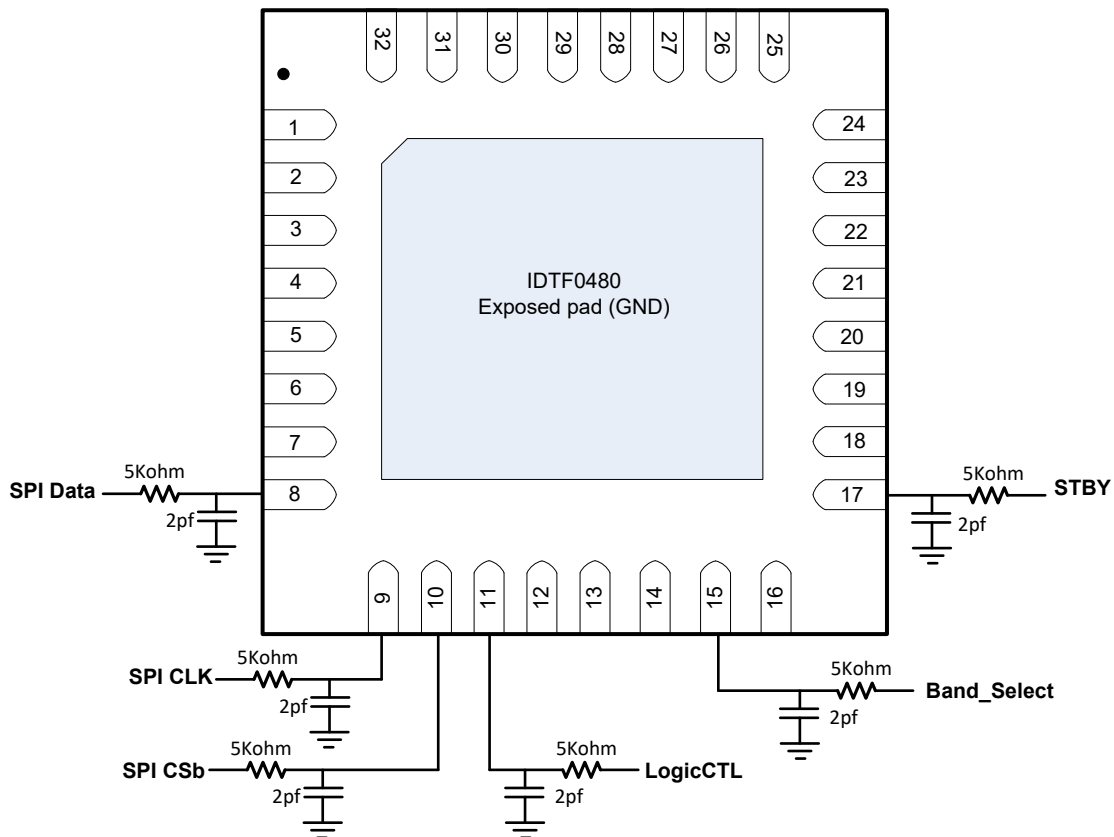 32
31
30
29
28
27
26
25
1
24
2
23
3
22
4
21
IDTF0480
Exposed pad (GND)
5
20
6
19
7
18
5Kohm
SPI Data
8
2pf
17
5Kohm
STBY
2pf
9
10
11
12
13
14
15
16
5Kohm
SPI CLK
2pf
5Kohm
Band_Select
2pf
5Kohm
SPI CSb
2pf
5Kohm
LogicCTL
2pf